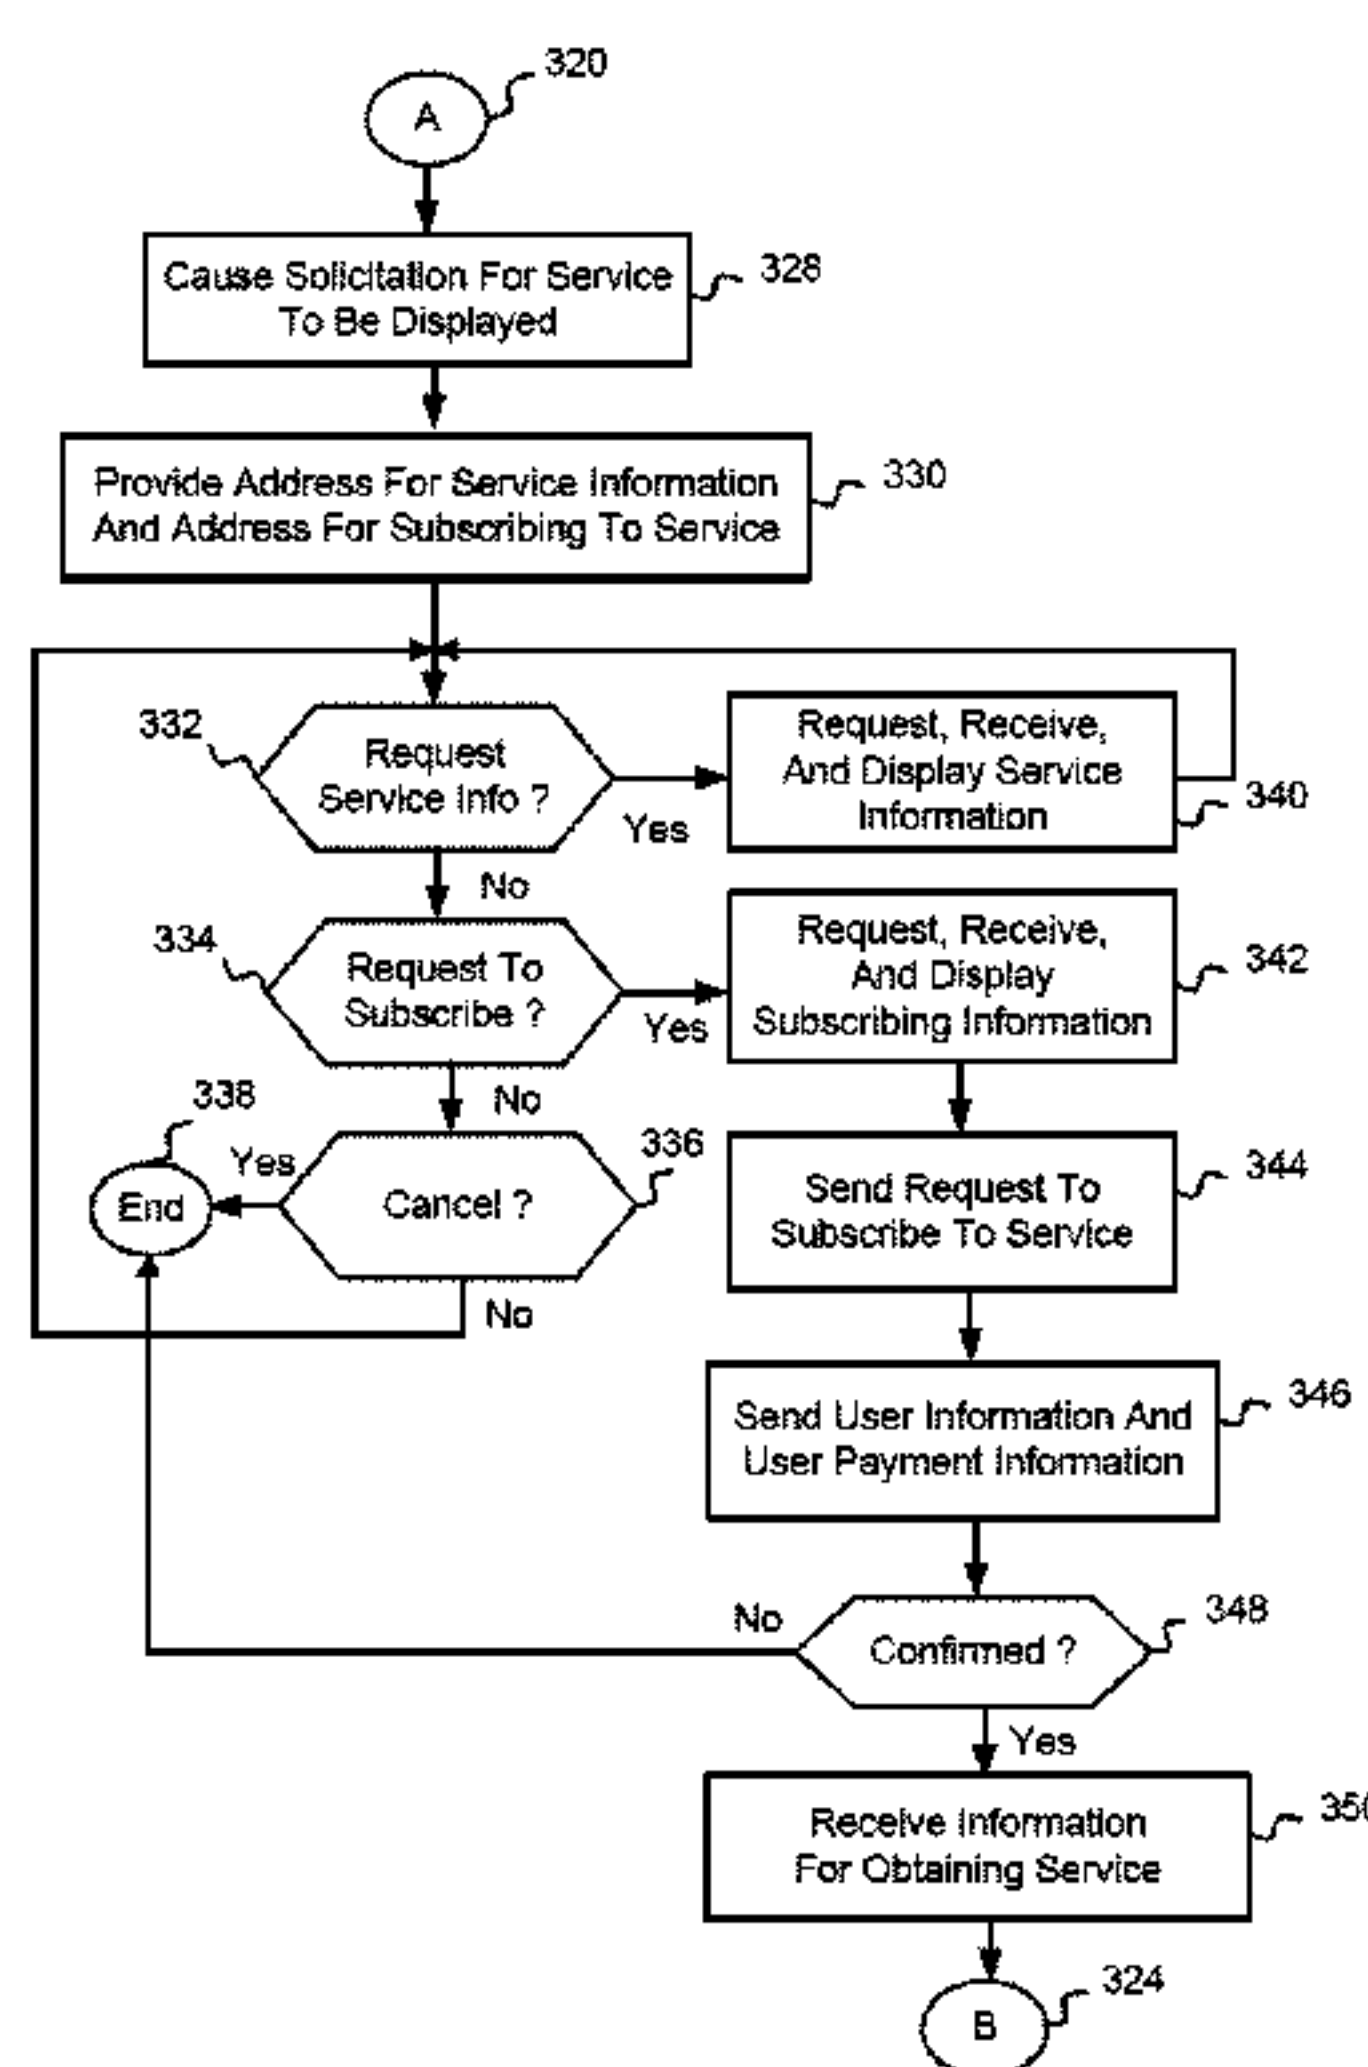 320
A
Cause Solicitation For Service
To Be Displayed
328
Provide Address For Service Information
And Address For Subscribing To Service
330
332
Request
Service Info ?
Yes
No
Request, Receive,
And Display Service
Information
340
334
Request To
Subscribe ?
Yes
No
Request, Receive,
And Display
Subscribing Information
342
338
End
Yes
Cancel ?
336
No
Send Request To
Subscribe To Service
344
Send User Information And
User Payment Information
346
No
Confirmed ?
348
Yes
Receive Information
For Obtaining Service
350
324
B